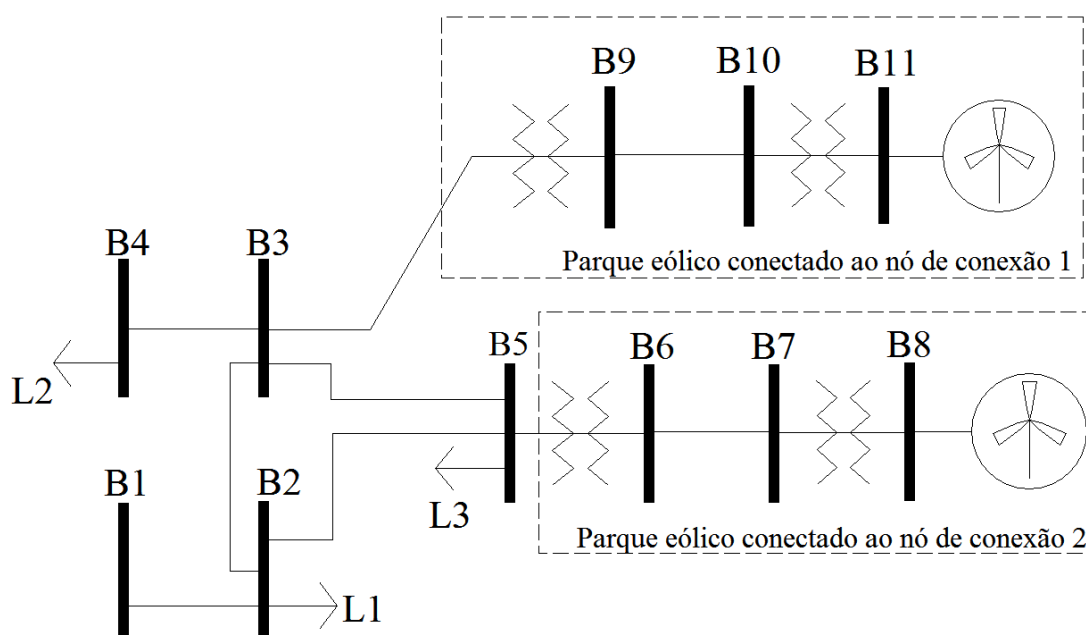 B9
B10
B11
Parque eólico conectado ao nó de conexão 1
B4
B3
L2
B5
B6
B7
B8
L3
B1
B2
L1
Parque eólico conectado ao nó de conexão 2